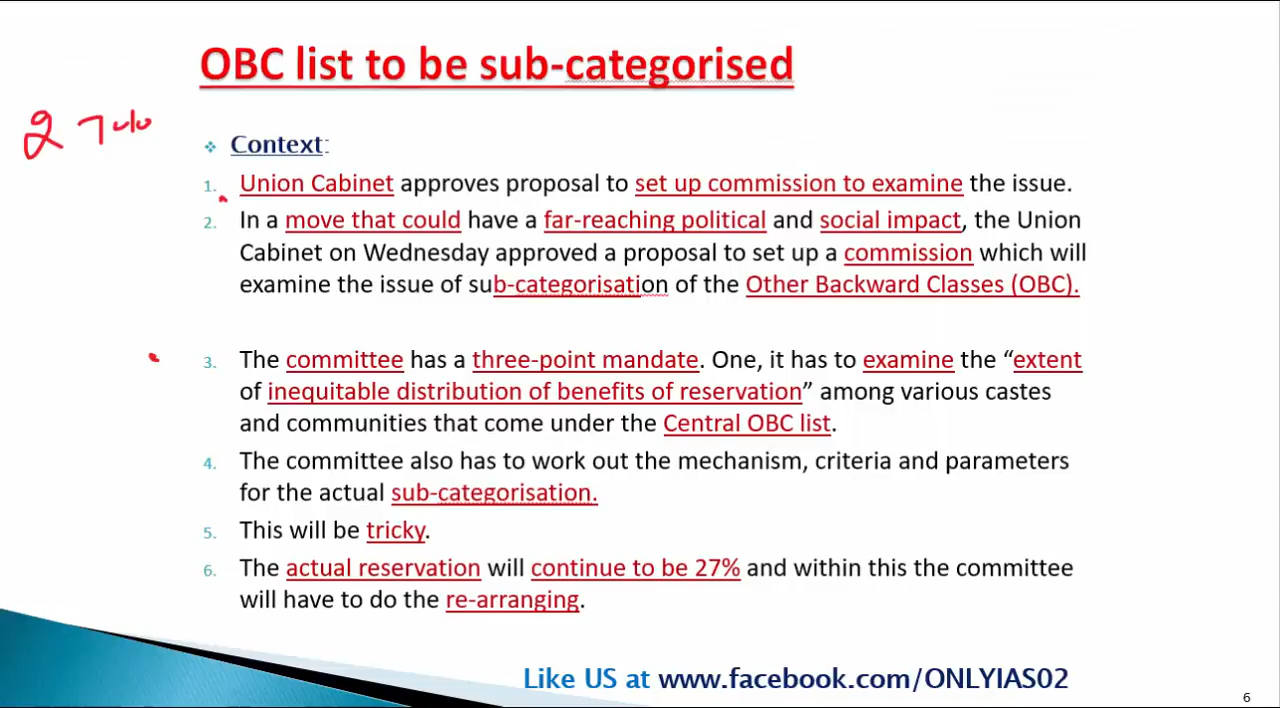 OBC list to be sub-categorised
27%
Context:
1. Union Cabinet approves proposal to set up commission to examine the issue.
2. In a move that could have a far-reaching political and social impact, the Union
Cabinet on Wednesday approved a proposal to set up a commission which will
examine the issue of sub-categorisation of the Other Backward Classes (OBC).
3. The committee has a three-point mandate. One, it has to examine the “extent
of inequitable distribution of benefits of reservation” among various castes
and communities that come under the Central OBC list.
4. The committee also has to work out the mechanism, criteria and parameters
for the actual sub-categorisation.
5. This will be tricky.
6. The actual reservation will continue to be 27% and within this the committee
will have to do the re-arranging.
Like US at www.facebook.com/ONLYIAS02
6